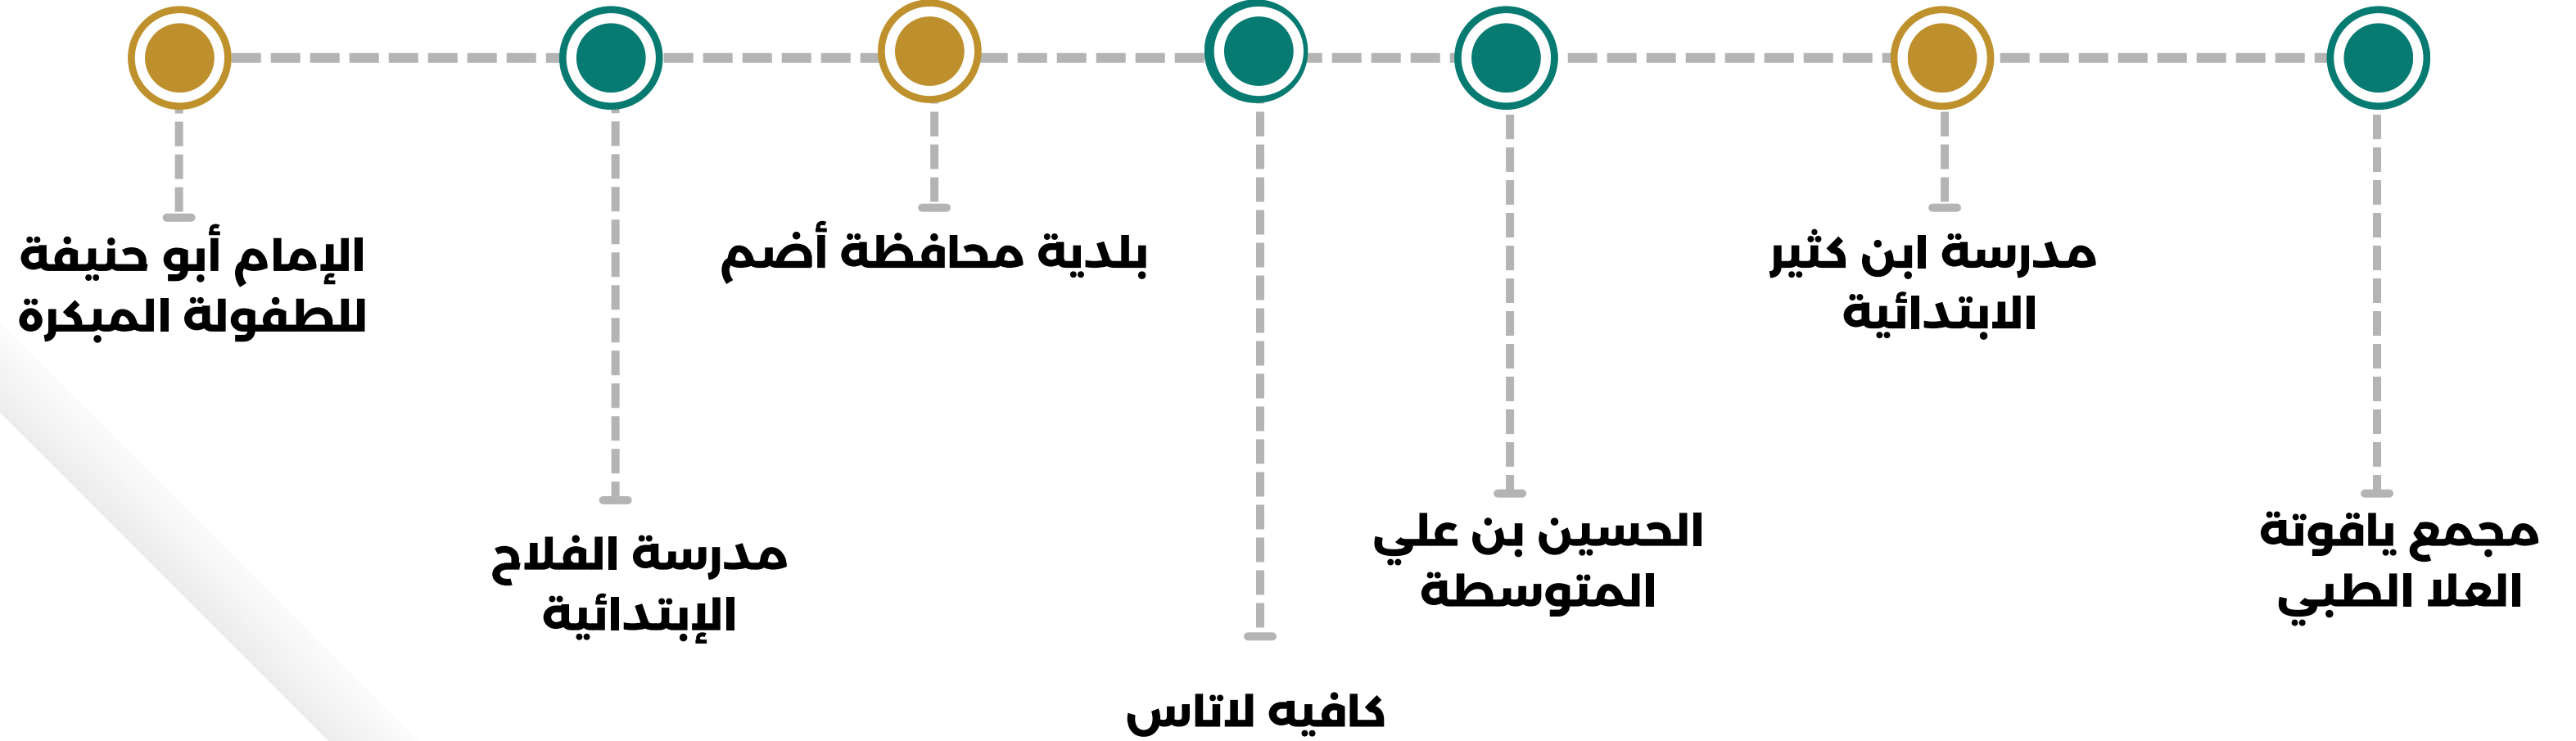 مجمع ياقوتة
العلا الطبي
مدرسة ابن كثير
الابتدائية
الحسين بن علي
المتوسطة
كافيه لاتاس
بلدية محافظة أضم
مدرسة الفلاح
الإبتدائية
الإمام أبو حنيفة
للطفولة المبكرة